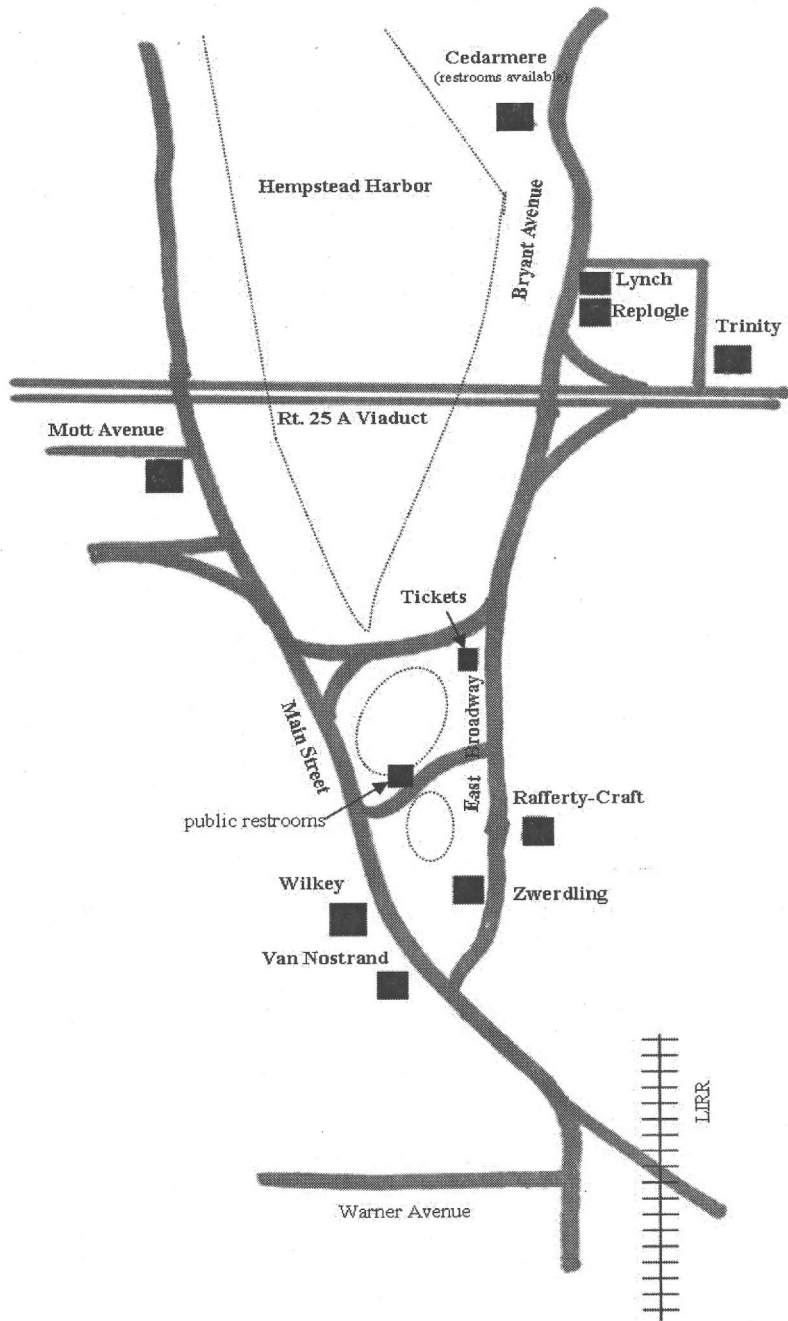 Cedarmere
(restrooms available)
Hempstead Harbor
Bryant Avenue
Lynch
Replogle
Trinity
Rt. 25 A Viaduct
Mott Avenue
Tickets
Main Street
East Broadway
public restrooms
Rafferty-Craft
Wilkey
Zwerdling
Van Nostrand
LIRR
Warner Avenue